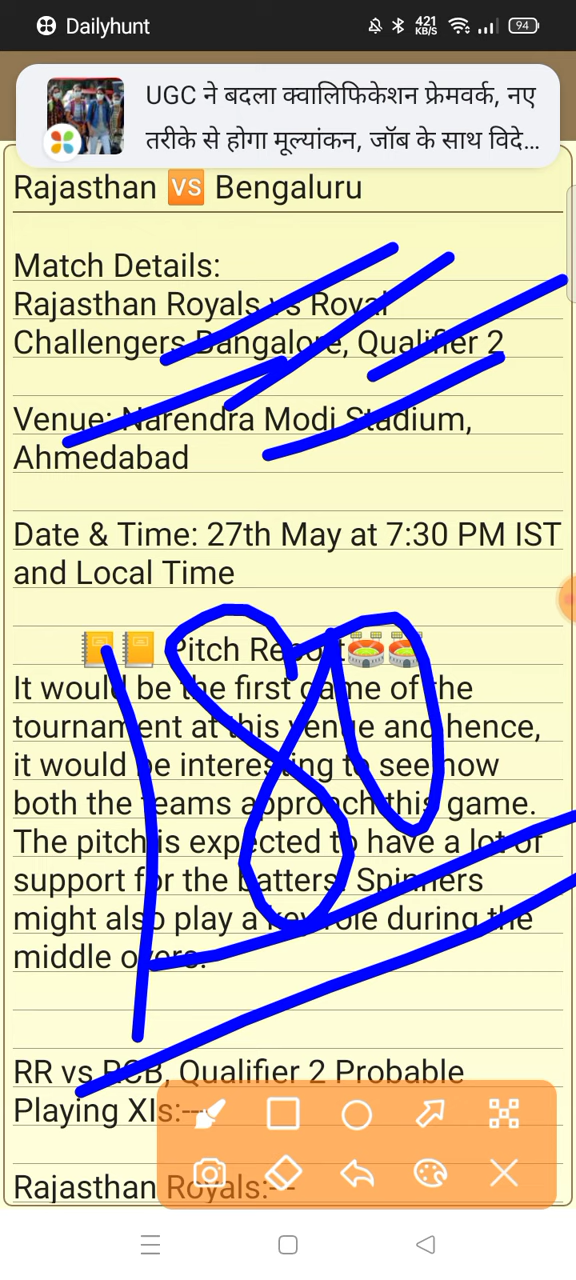 Dailyhunt
421
KB/S
94
UGC ने बदला क्वालिफिकेशन फ्रेमवर्क, नए
तरीके से होगा मूल्यांकन, जॉब के साथ विदे...
Rajasthan 🆚 Bengaluru
Match Details:
Rajasthan Royals vs Royal
Challengers Bangalore, Qualifier 2
Venue: Narendra Modi Stadium,
Ahmedabad
Date & Time: 27th May at 7:30 PM IST
and Local Time
📒📒 Pitch Report🏟️🏟️
It would be the first game of the
tournament at this venue and hence,
it would be interesting to see how
both the teams approach this game.
The pitch is expected to have a lot of
support for the batters. Spinners
might also play a key role during the
middle overs.
180
RR vs RCB, Qualifier 2 Probable
Playing XIs:--
Rajasthan Royals:--